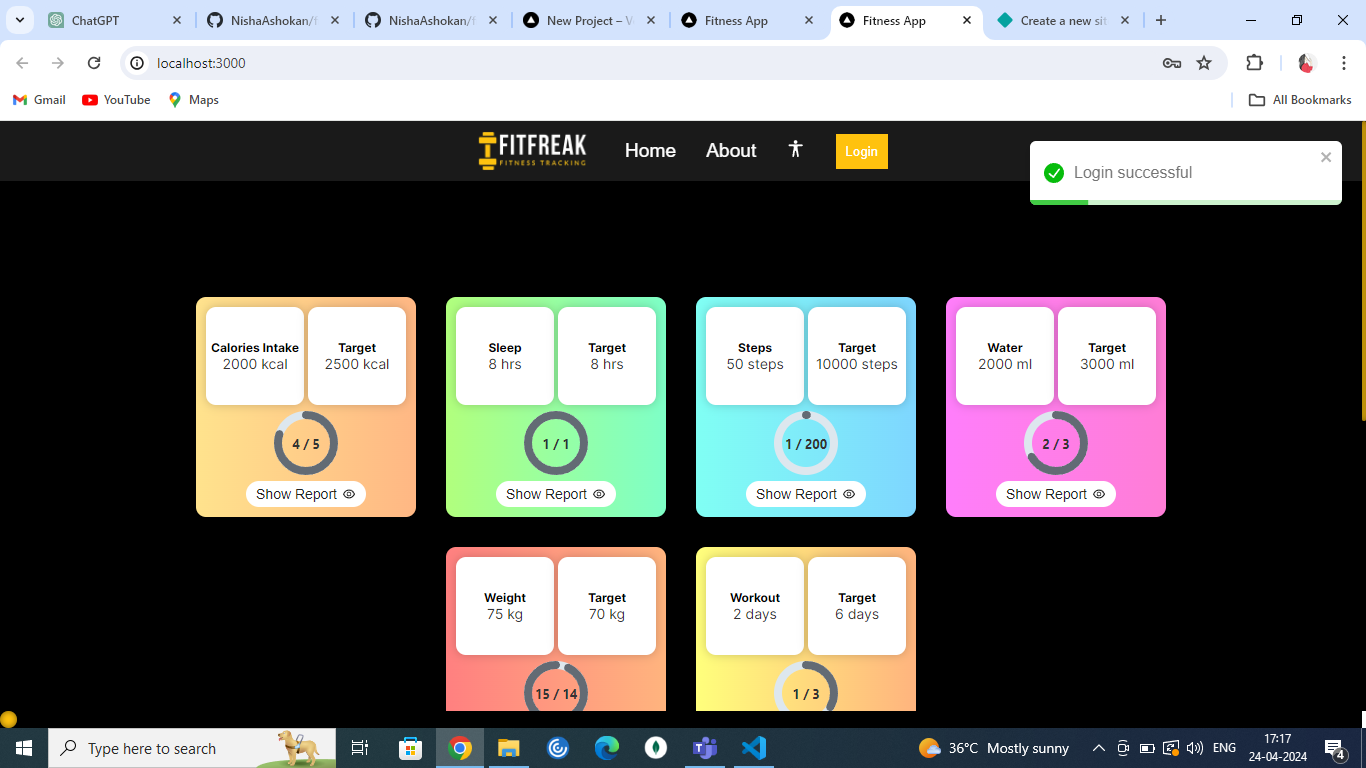 ChatGPT
NishaAshokan/f
NishaAshokan/f
New Project – V
Fitness App
Fitness App
Create a new sit
localhost:3000
Gmail
YouTube
Maps
All Bookmarks
FITFREAK
FITNESS TRACKING
Home
About
Login
Login successful
Calories Intake
2000 kcal
Target
2500 kcal
4 / 5
Show Report
Sleep
8 hrs
Target
8 hrs
1 / 1
Show Report
Steps
50 steps
Target
10000 steps
1 / 200
Show Report
Water
2000 ml
Target
3000 ml
2 / 3
Show Report
Weight
75 kg
Target
70 kg
15 / 14
Workout
2 days
Target
6 days
1 / 3
Type here to search
36°C Mostly sunny
ENG
17:17
24-04-2024
4